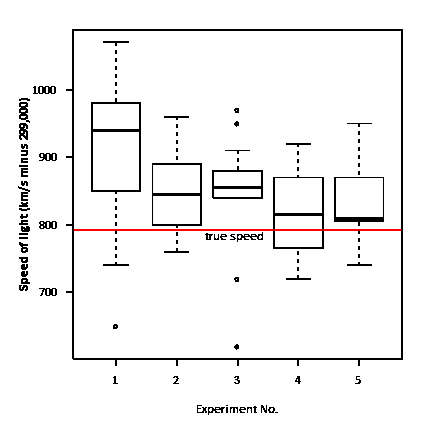 Speed of light (km/s minus 299,000)
1000
900
800
700
true speed
1 2 3 4 5
Experiment No.